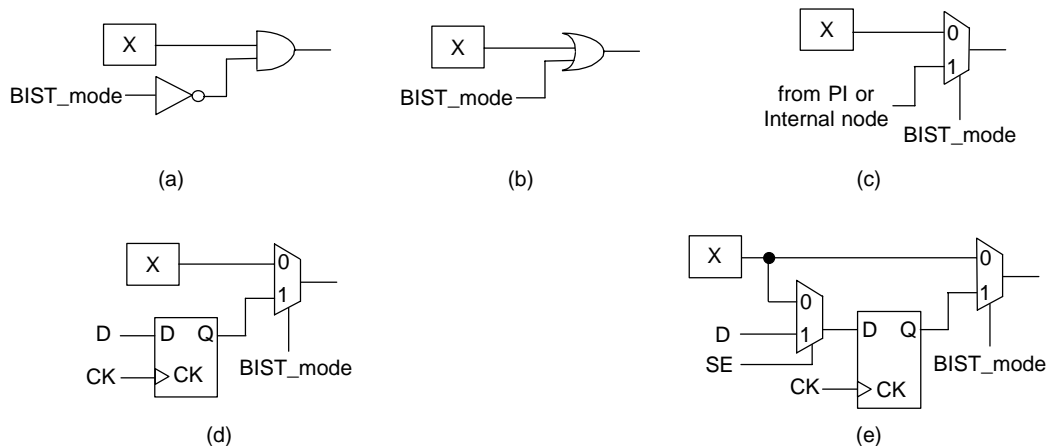 X
BIST_mode
(a)
X
BIST_mode
(b)
X
0
1
from PI or
Internal node
BIST_mode
(c)
X
0
1
D
D Q
CK
CK
BIST_mode
(d)
X
0
1
0
1
D
SE
D Q
CK
CK
BIST_mode
(e)